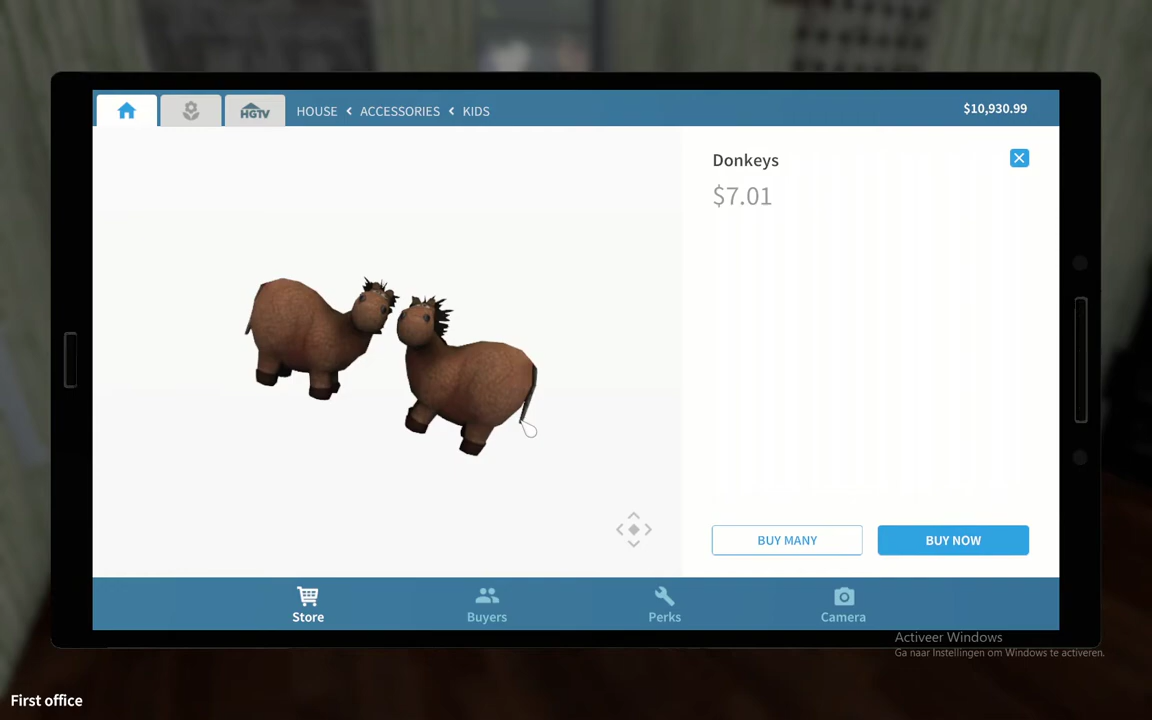 HGTV
HOUSE < ACCESSORIES < KIDS
$10,930.99
Donkeys
$7.01
BUY MANY
BUY NOW
Store
Buyers
Perks
Camera
Activeer Windows
Ga naar Instellingen om Windows te activeren.
First office